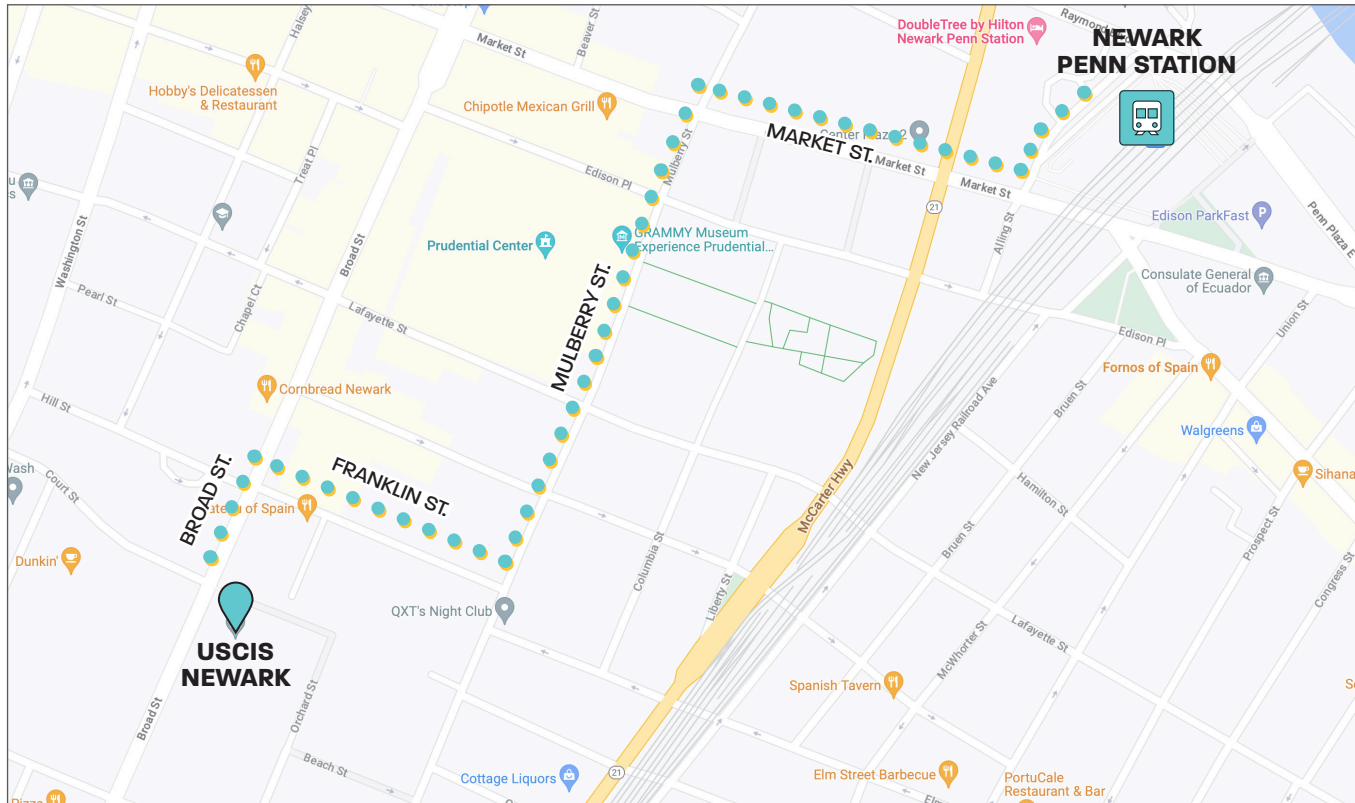 Halsey
Beaver St
Market St
DoubleTree by Hilton
Newark Penn Station
NEWARK
PENN STATION
Hobby's Delicatessen
& Restaurant
Chipotle Mexican Grill
Mulberry St
MARKET ST.
Market St
Market St
21
Treat Pl
Edison Pl
Alling St
Edison ParkFast
P
Penn Plaza E
Washington St
Broad St
Prudential Center
GRAMMY Museum
Experience Prudential...
Consulate General
of Ecuador
Union St
Pearl St
Chapel Ct
Lafayette St
MULBERRY ST.
Edison Pl
Fornos of Spain
Cornbread Newark
New Jersey Railroad Ave
Bruen St
Walgreens
Hill St
BROAD ST.
FRANKLIN ST.
McCarter Hwy
Hamilton St
Sihana
Court St
of Spain
Dunkin'
Bruen St
Prospect St
Congress St
Columbia St
Liberty St
QXT's Night Club
USCIS
NEWARK
McWhorter St
Lafayette St
Orchard St
Spanish Tavern
Broad St
Beach St
Cottage Liquors
21
Elm Street Barbecue
PortuCale
Restaurant & Bar